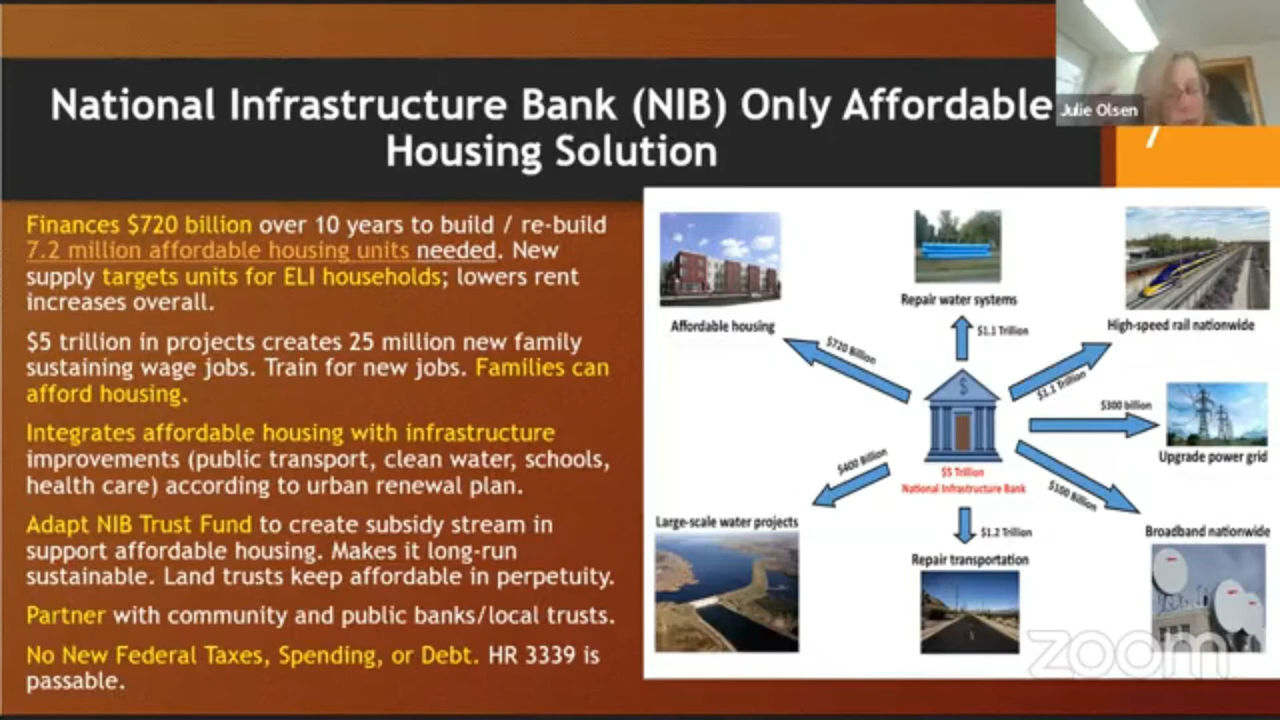 National Infrastructure Bank (NIB) Only Affordable
Housing Solution
Julie Olsen
7
Finances $720 billion over 10 years to build / re-build
7.2 million affordable housing units needed. New
supply targets units for ELI households; lowers rent
increases overall.
$5 trillion in projects creates 25 million new family
sustaining wage jobs. Train for new jobs. Families can
afford housing.
Integrates affordable housing with infrastructure
improvements (public transport, clean water, schools,
health care) according to urban renewal plan.
Adapt NIB Trust Fund to create subsidy stream in
support affordable housing. Makes it long-run
sustainable. Land trusts keep affordable in perpetuity.
Partner with community and public banks/local trusts.
No New Federal Taxes, Spending, or Debt. HR 3339 is
passable.
Affordable housing
Repair water systems
High-speed rail nationwide
$720 Billion
$1.1 Trillion
$1.1 Trillion
$300 billion
Upgrade power grid
$5 Trillion
National Infrastructure Bank
$400 Billion
$100 Billion
Large-scale water projects
$1.2 Trillion
Repair transportation
Broadband nationwide
zoom